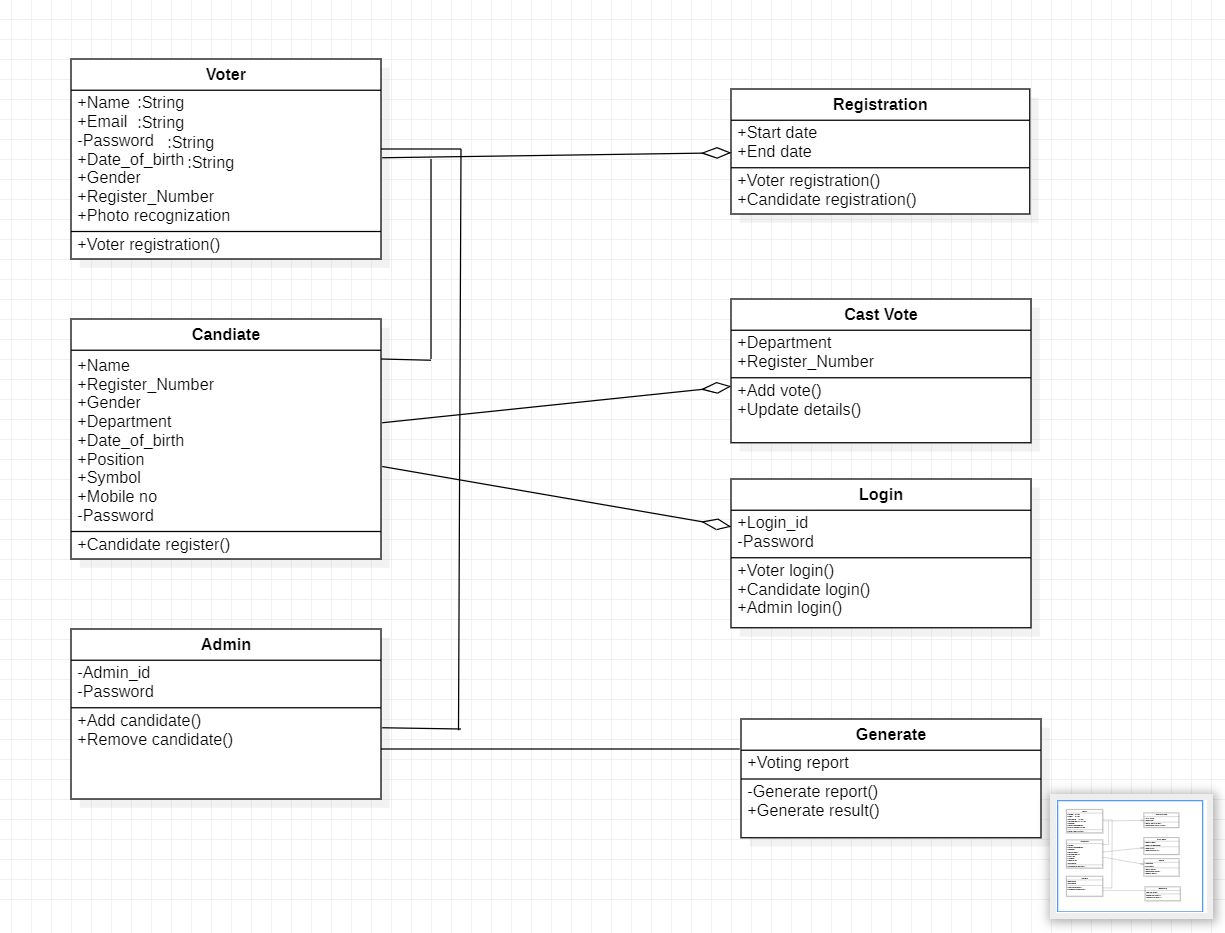 Voter
+Name :String
+Email :String
-Password :String
+Date_of_birth :String
+Gender
+Register_Number
+Photo recognization
+Voter registration()
Registration
+Start date
+End date
+Voter registration()
+Candidate registration()
Candiate
+Name
+Register_Number
+Gender
+Department
+Date_of_birth
+Position
+Symbol
+Mobile no
-Password
+Candidate register()
Cast Vote
+Department
+Register_Number
+Add vote()
+Update details()
Login
+Login_id
-Password
+Voter login()
+Candidate login()
+Admin login()
Admin
-Admin_id
-Password
+Add candidate()
+Remove candidate()
Generate
+Voting report
-Generate report()
+Generate result()